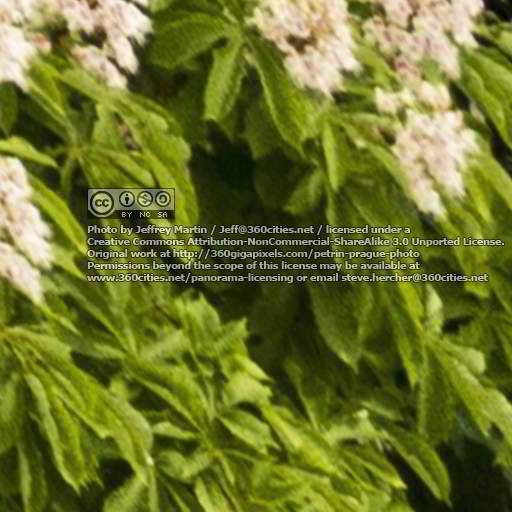 cc BY NC SA
Photo by Jeffrey Martin / Jeff@360cities.net / licensed under a
Creative Commons Attribution-NonCommercial-ShareAlike 3.0 Unported License.
Original work at http://360gigapixels.com/petrin-prague-photo
Permissions beyond the scope of this license may be available at
www.360cities.net/panorama-licensing or email steve.hercher@360cities.net